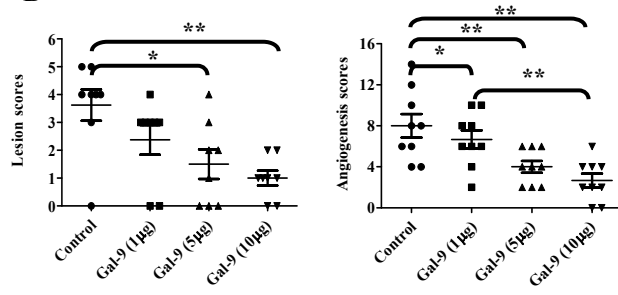 **
*
Lesion scores
6
5
4
3
2
1
0
Control
Gal-9 (1µg)
Gal-9 (5µg)
Gal-9 (10µg)
**
**
*
**
Angiogenesis scores
16
12
8
4
0
Control
Gal-9 (1µg)
Gal-9 (5µg)
Gal-9 (10µg)